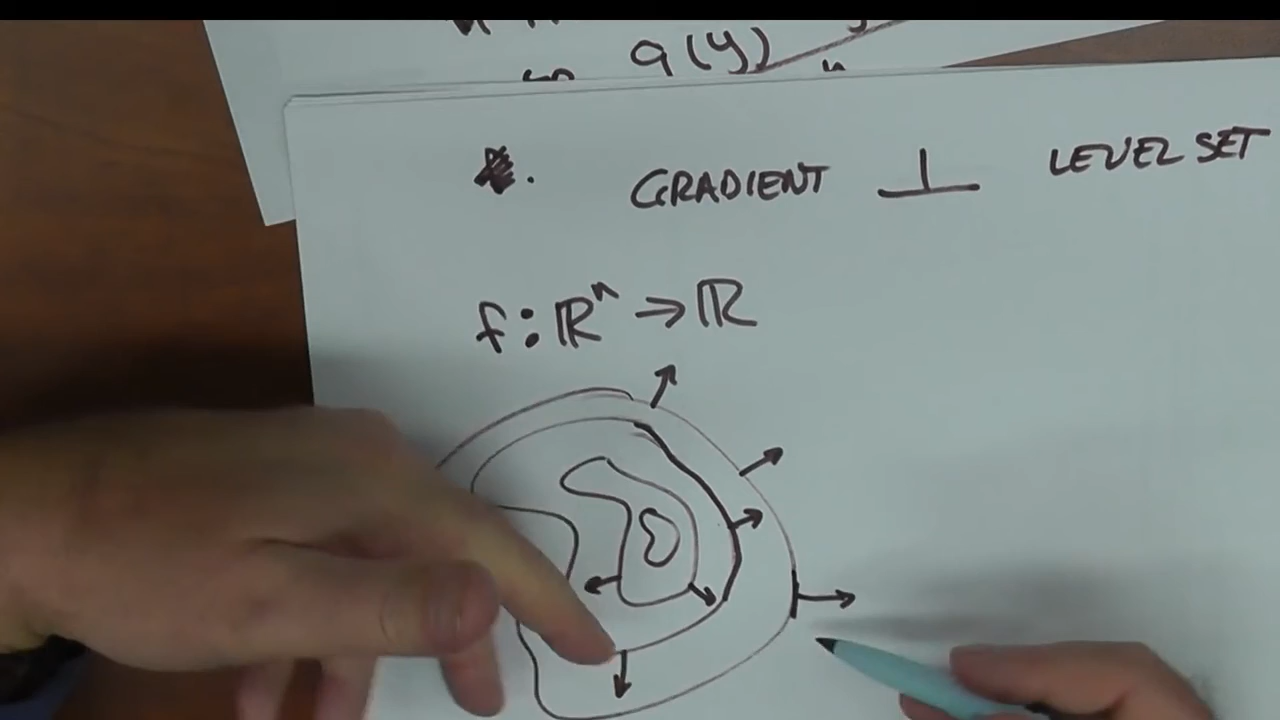 g(y)
GRADIENT ⊥ LEVEL SET
f: ℝⁿ → ℝ